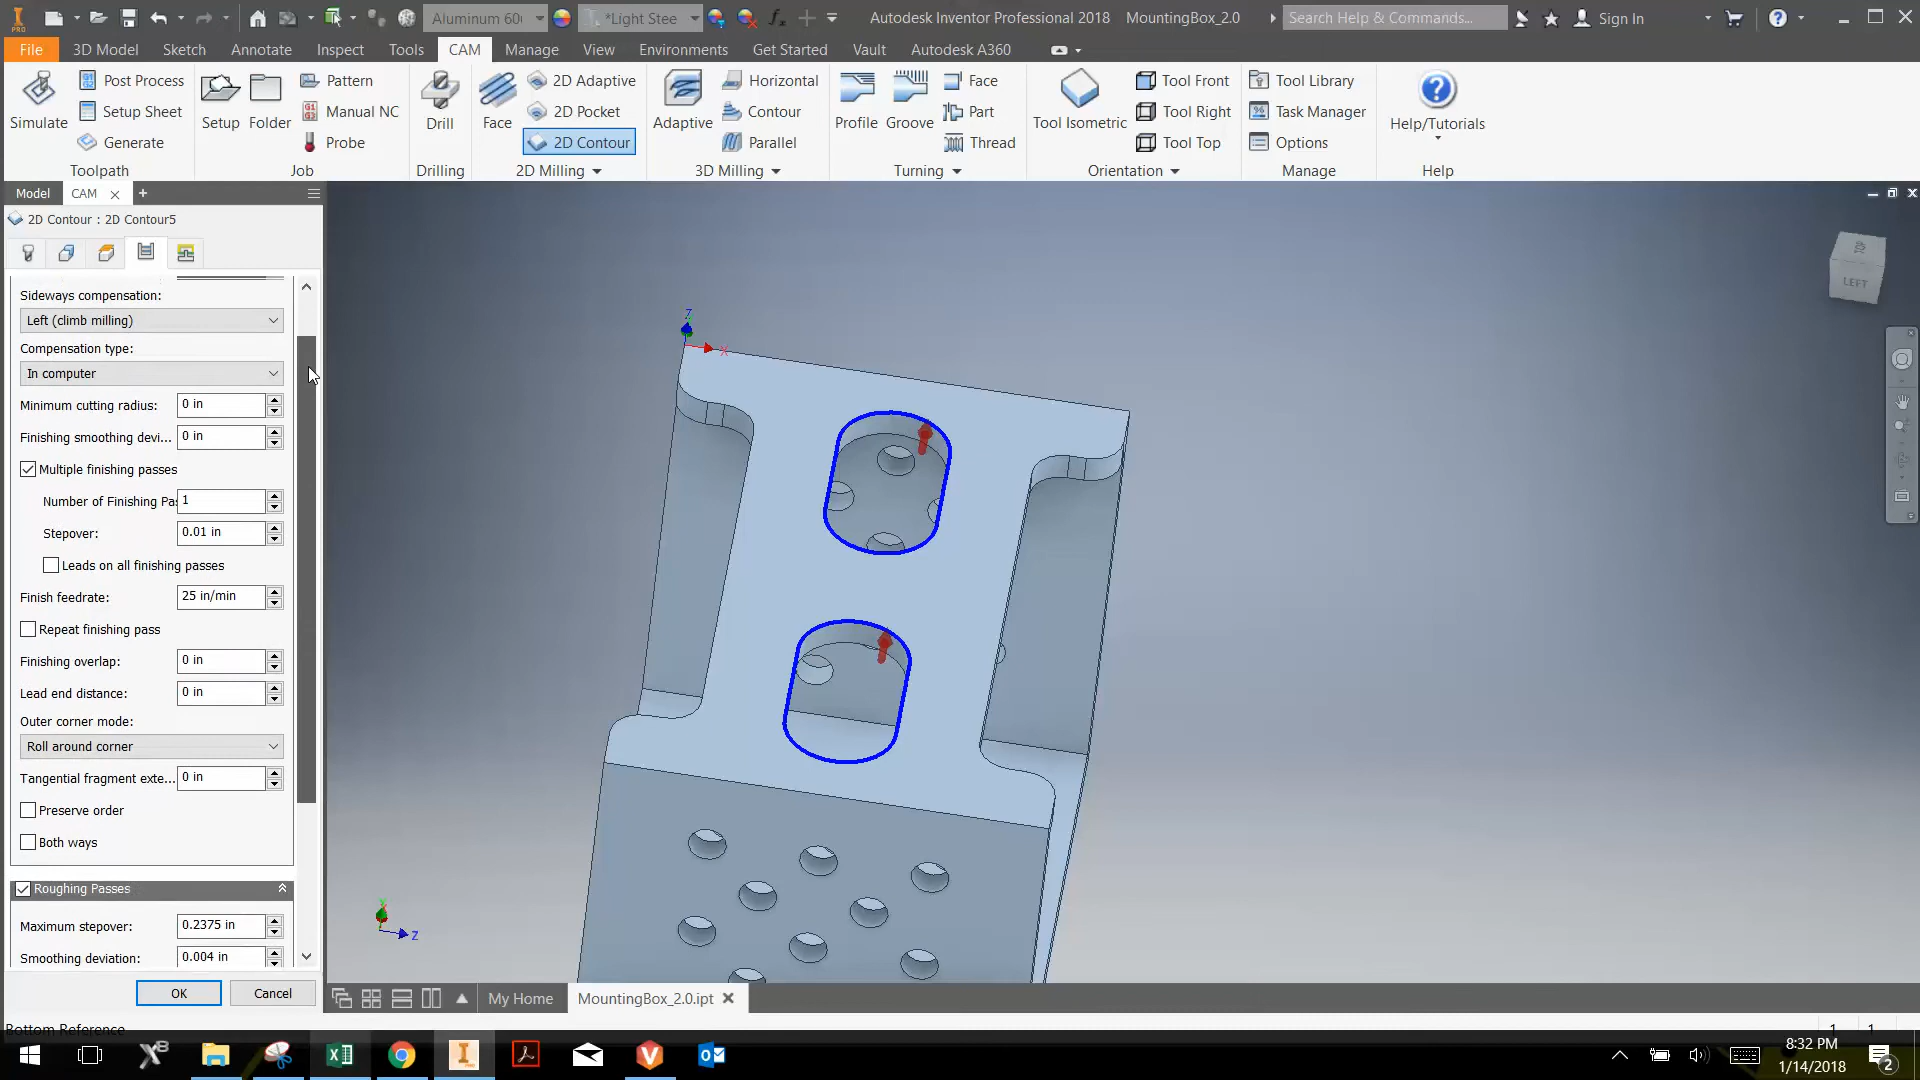 PRO
Aluminum 60
*Light Stee
Autodesk Inventor Professional 2018 MountingBox_2.0
Search Help & Commands...
Sign In
File 3D Model Sketch Annotate Inspect Tools CAM Manage View Environments Get Started Vault Autodesk A360
Simulate
Post Process
Setup Sheet
Generate
Toolpath
Setup
Folder
Pattern
Manual NC
Probe
Job
Drill
Drilling
Face
2D Adaptive
2D Pocket
2D Contour
2D Milling
Adaptive
Horizontal
Contour
Parallel
3D Milling
Profile
Groove
Face
Part
Thread
Turning
Tool Isometric
Tool Front
Tool Right
Tool Top
Orientation
Tool Library
Task Manager
Options
Manage
Help/Tutorials
Help
Model CAM
2D Contour : 2D Contour5
Sideways compensation:
Left (climb milling)
Compensation type:
In computer
Minimum cutting radius: 0 in
Finishing smoothing devi... 0 in
Multiple finishing passes
Number of Finishing Pa 1
Stepover: 0.01 in
Leads on all finishing passes
Finish feedrate: 25 in/min
Repeat finishing pass
Finishing overlap: 0 in
Lead end distance: 0 in
Outer corner mode:
Roll around corner
Tangential fragment exte... 0 in
Preserve order
Both ways
Roughing Passes
Maximum stepover: 0.2375 in
Smoothing deviation: 0.004 in
OK Cancel
Z
X
Z
LEFT
My Home MountingBox_2.0.ipt
Bottom Reference
1 1
8:32 PM
1/14/2018
2